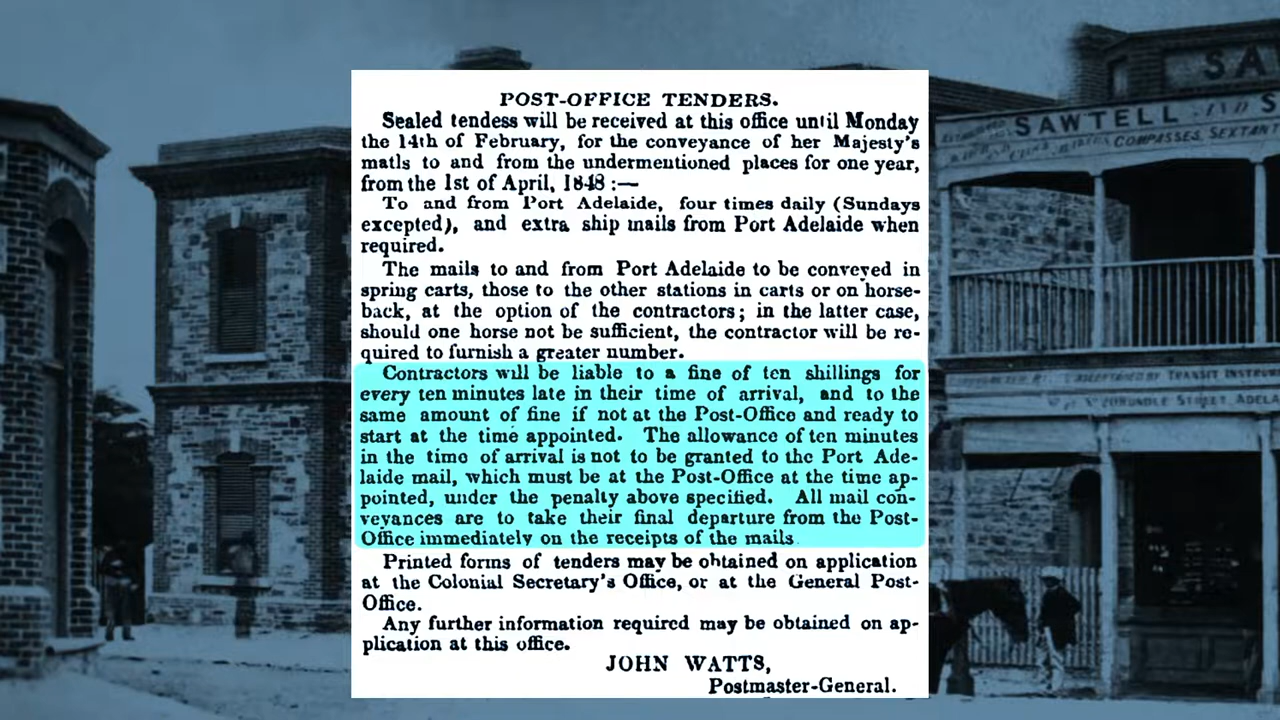 POST-OFFICE TENDERS.
Sealed tendess will be received at this office until Monday
the 14th of February, for the conveyance of her Majesty's
matls to and from the undermentioned places for one year,
from the 1st of April, 1848 :—
To and from Port Adelaide, four times daily (Sundays
excepted), and extra ship mails from Port Adelaide when
required.
The mails to and from Port Adelaide to be conveyed in
spring carts, those to the other stations in carts or on horse-
back, at the option of the contractors; in the latter case,
should one horse not be sufficient, the contractor will be re-
quired to furnish a greater number.
Contractors will be liable to a fine of ten shillings for
every ten minutes late in their time of arrival, and to the
same amount of fine if not at the Post-Office and ready to
start at the time appointed. The allowance of ten minutes
in the time of arrival is not to be granted to the Port Ade-
laide mail, which must be at the Post-Office at the time ap-
pointed, under the penalty above specified. All mail con-
veyances are to take their final departure from the Post-
Office immediately on the receipts of the mails
Printed forms of tenders may be obtained on application
at the Colonial Secretary's Office, or at the General Post-
Office.
Any further information required may be obtained on ap-
plication at this office.
JOHN WATTS,
Postmaster-General.
SA
SAWTELL AND S
COMPASSES, SEXTAN
BY TRANSIT INSTRUM
RUNDLE STREET, ADELA